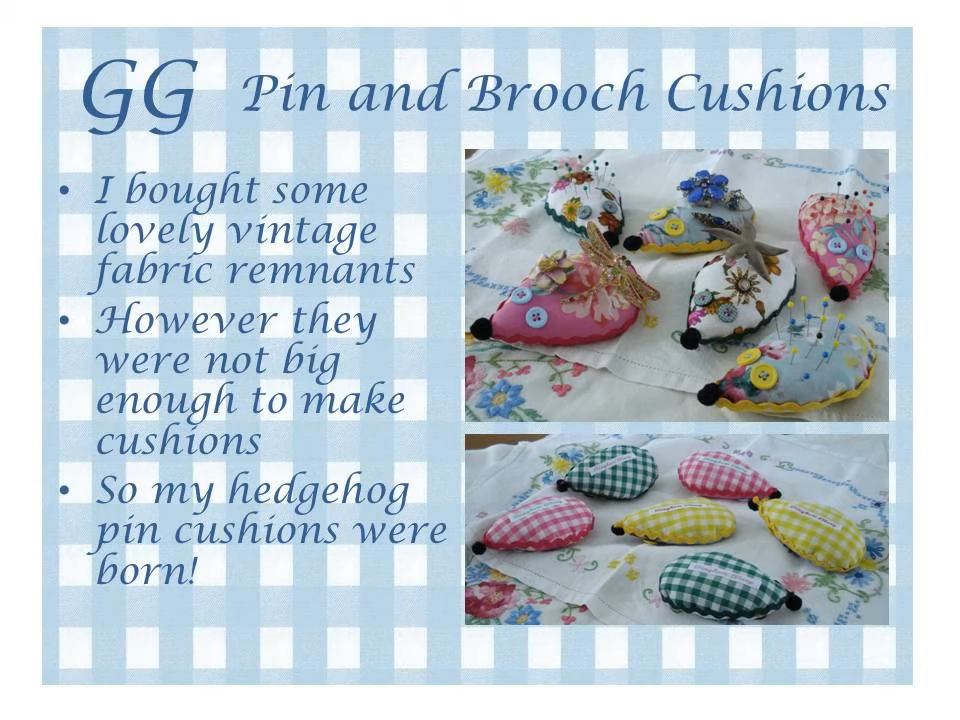 GG Pin and Brooch Cushions
• I bought some
lovely vintage
fabric remnants
• However they
were not big
enough to make
cushions
• So my hedgehog
pin cushions were
born!